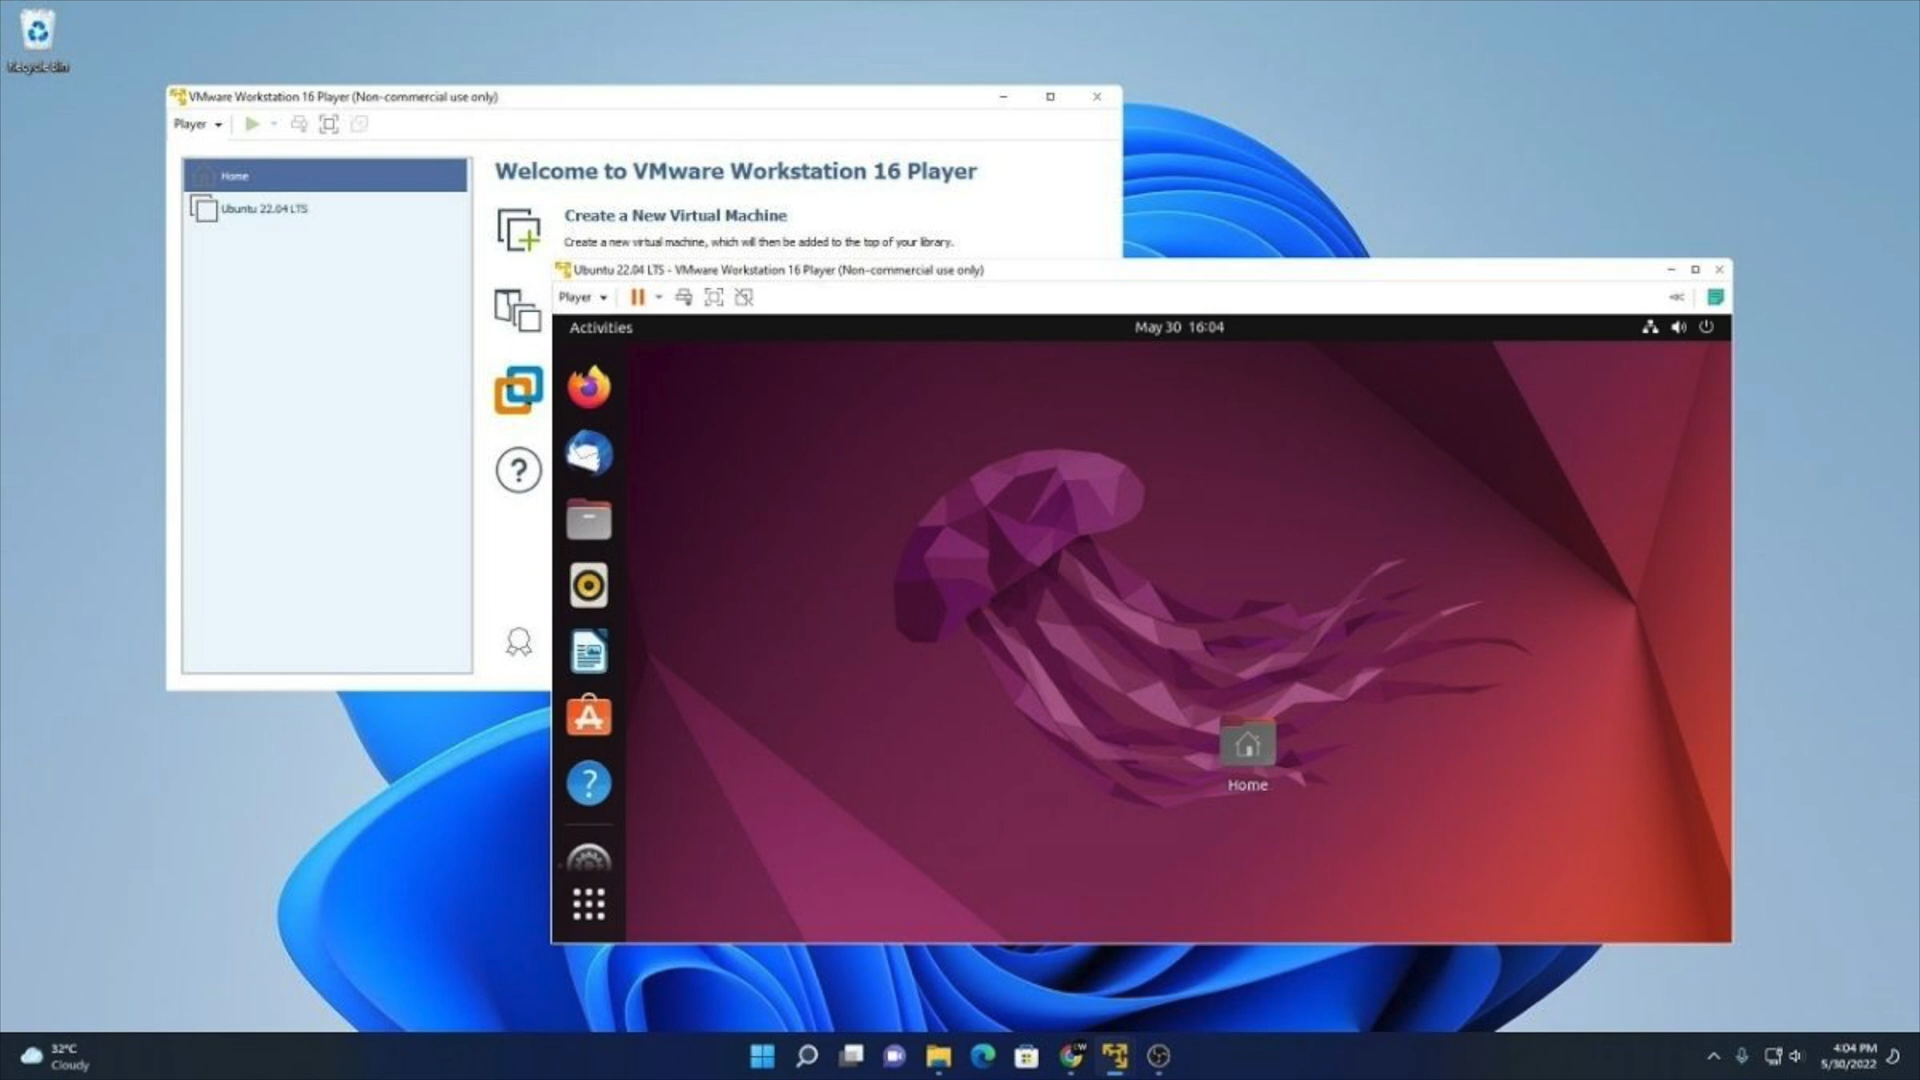 Recycle Bin
VMware Workstation 16 Player (Non-commercial use only)
Player
Home
Ubuntu 22.04 LTS
Welcome to VMware Workstation 16 Player
Create a New Virtual Machine
Create a new virtual machine, which will then be added to the top of your library.
Ubuntu 22.04 LTS - VMware Workstation 16 Player (Non-commercial use only)
Player
Activities
May 30 16:04
Home
32°C
Cloudy
4:04 PM
5/30/2022